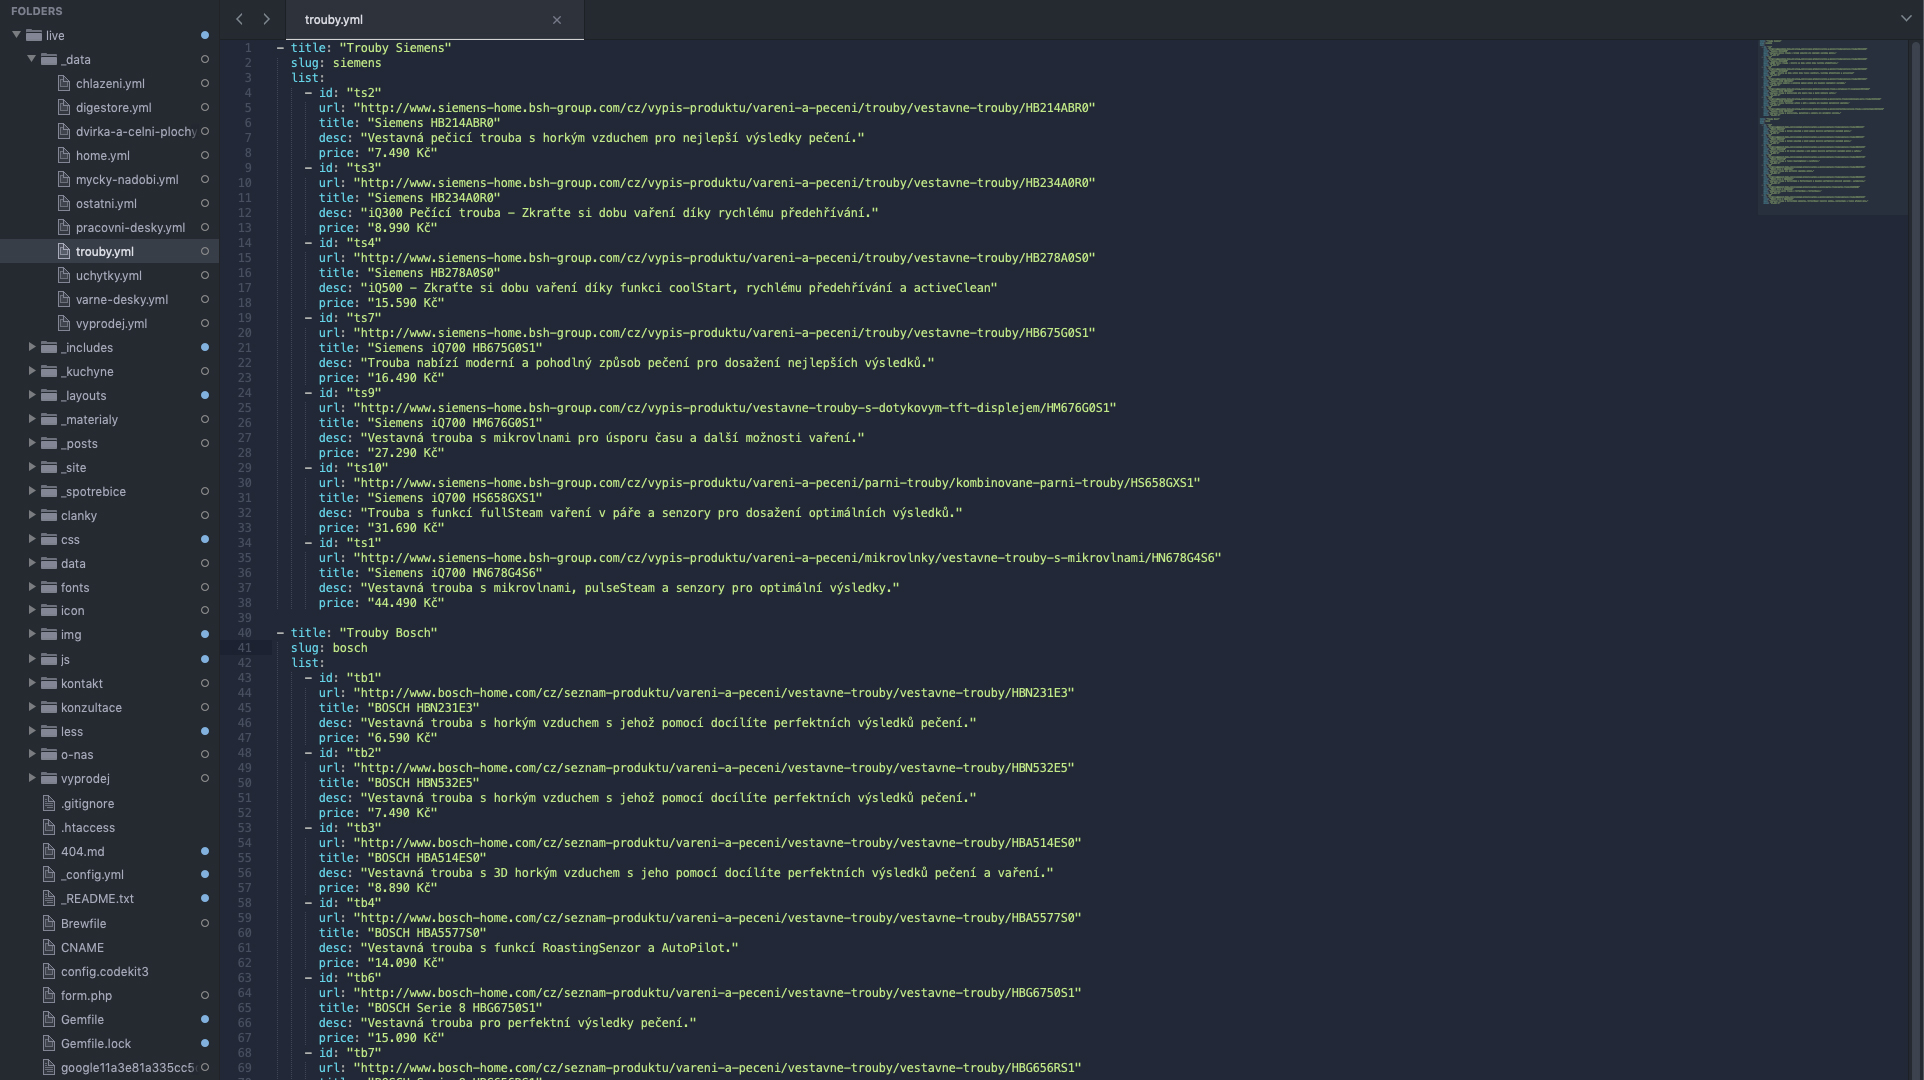 FOLDERS
live
_data
chlazeni.yml
digestore.yml
dvirka-a-celni-plochy
home.yml
mycky-nadobi.yml
ostatni.yml
pracovni-desky.yml
trouby.yml
uchytky.yml
varne-desky.yml
vyprodej.yml
_includes
_kuchyne
_layouts
_materialy
_posts
_site
_spotrebice
clanky
css
data
fonts
icon
img
js
kontakt
konzultace
less
o-nas
vyprodej
.gitignore
.htaccess
404.md
_config.yml
_README.txt
Brewfile
CNAME
config.codekit3
form.php
Gemfile
Gemfile.lock
google11a3e81a335cc5
trouby.yml
1 - title: "Trouby Siemens"
2 slug: siemens
3 list:
4 - id: "ts2"
5 url: "http://www.siemens-home.bsh-group.com/cz/vypis-produktu/vareni-a-peceni/trouby/vestavne-trouby/HB214ABR0"
6 title: "Siemens HB214ABR0"
7 desc: "Vestavná pečicí trouba s horkým vzduchem pro nejlepší výsledky pečení."
8 price: "7.490 Kč"
9 - id: "ts3"
10 url: "http://www.siemens-home.bsh-group.com/cz/vypis-produktu/vareni-a-peceni/trouby/vestavne-trouby/HB234A0R0"
11 title: "Siemens HB234A0R0"
12 desc: "iQ300 Pečící trouba – Zkraťte si dobu vaření díky rychlému předehřívání."
13 price: "8.990 Kč"
14 - id: "ts4"
15 url: "http://www.siemens-home.bsh-group.com/cz/vypis-produktu/vareni-a-peceni/trouby/vestavne-trouby/HB278A0S0"
16 title: "Siemens HB278A0S0"
17 desc: "iQ500 – Zkraťte si dobu vaření díky funkci coolStart, rychlému předehřívání a activeClean"
18 price: "15.590 Kč"
19 - id: "ts7"
20 url: "http://www.siemens-home.bsh-group.com/cz/vypis-produktu/vareni-a-peceni/trouby/vestavne-trouby/HB675G0S1"
21 title: "Siemens iQ700 HB675G0S1"
22 desc: "Trouba nabízí moderní a pohodlný způsob pečení pro dosažení nejlepších výsledků."
23 price: "16.490 Kč"
24 - id: "ts9"
25 url: "http://www.siemens-home.bsh-group.com/cz/vypis-produktu/vestavne-trouby-s-dotykovym-tft-displejem/HM676G0S1"
26 title: "Siemens iQ700 HM676G0S1"
27 desc: "Vestavná trouba s mikrovlnami pro úsporu času a další možnosti vaření."
28 price: "27.290 Kč"
29 - id: "ts10"
30 url: "http://www.siemens-home.bsh-group.com/cz/vypis-produktu/vareni-a-peceni/parni-trouby/kombinovane-parni-trouby/HS658GXS1"
31 title: "Siemens iQ700 HS658GXS1"
32 desc: "Trouba s funkcí fullSteam vaření v páře a senzory pro dosažení optimálních výsledků."
33 price: "31.690 Kč"
34 - id: "ts1"
35 url: "http://www.siemens-home.bsh-group.com/cz/vypis-produktu/vareni-a-peceni/mikrovlnky/vestavne-trouby-s-mikrovlnami/HN678G4S6"
36 title: "Siemens iQ700 HN678G4S6"
37 desc: "Vestavná trouba s mikrovlnami, pulseSteam a senzory pro optimální výsledky."
38 price: "44.490 Kč"
39
40 - title: "Trouby Bosch"
41 slug: bosch
42 list:
43 - id: "tb1"
44 url: "http://www.bosch-home.com/cz/seznam-produktu/vareni-a-peceni/vestavne-trouby/vestavne-trouby/HBN231E3"
45 title: "BOSCH HBN231E3"
46 desc: "Vestavná trouba s horkým vzduchem s jehož pomocí docílíte perfektních výsledků pečení."
47 price: "6.590 Kč"
48 - id: "tb2"
49 url: "http://www.bosch-home.com/cz/seznam-produktu/vareni-a-peceni/vestavne-trouby/vestavne-trouby/HBN532E5"
50 title: "BOSCH HBN532E5"
51 desc: "Vestavná trouba s horkým vzduchem s jehož pomocí docílíte perfektních výsledků pečení."
52 price: "7.490 Kč"
53 - id: "tb3"
54 url: "http://www.bosch-home.com/cz/seznam-produktu/vareni-a-peceni/vestavne-trouby/vestavne-trouby/HBA514ES0"
55 title: "BOSCH HBA514ES0"
56 desc: "Vestavná trouba s 3D horkým vzduchem s jeho pomocí docílíte perfektních výsledků pečení a vaření."
57 price: "8.890 Kč"
58 - id: "tb4"
59 url: "http://www.bosch-home.com/cz/seznam-produktu/vareni-a-peceni/vestavne-trouby/vestavne-trouby/HBA5577S0"
60 title: "BOSCH HBA5577S0"
61 desc: "Vestavná trouba s funkcí RoastingSenzor a AutoPilot."
62 price: "14.090 Kč"
63 - id: "tb6"
64 url: "http://www.bosch-home.com/cz/seznam-produktu/vareni-a-peceni/vestavne-trouby/vestavne-trouby/HBG6750S1"
65 title: "BOSCH Serie 8 HBG6750S1"
66 desc: "Vestavná trouba pro perfektní výsledky pečení."
67 price: "15.090 Kč"
68 - id: "tb7"
69 url: "http://www.bosch-home.com/cz/seznam-produktu/vareni-a-peceni/vestavne-trouby/vestavne-trouby/HBG656RS1"